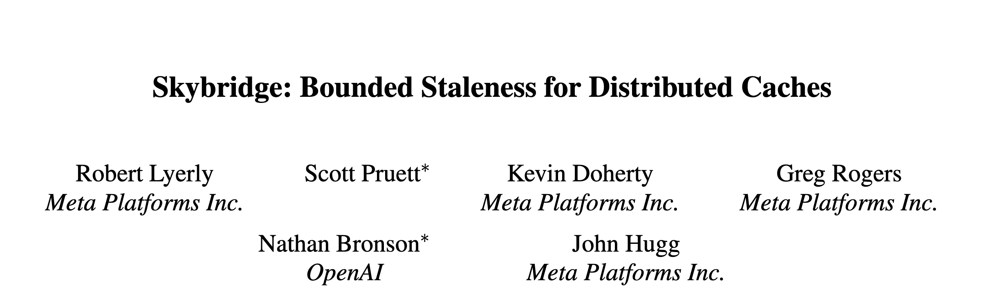 Skybridge: Bounded Staleness for Distributed Caches
Robert Lyerly Scott Pruett* Kevin Doherty Greg Rogers
Meta Platforms Inc. Meta Platforms Inc. Meta Platforms Inc.
Nathan Bronson* John Hugg
OpenAI Meta Platforms Inc.